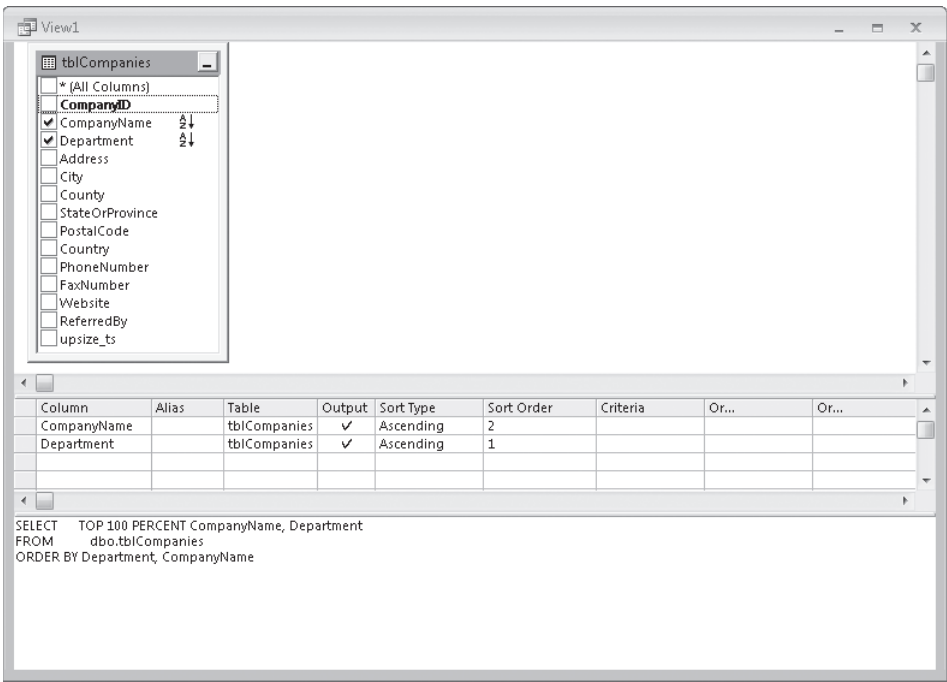 View1
tblCompanies
* (All Columns)
CompanyID
CompanyName
Department
Address
City
County
StateOrProvince
PostalCode
Country
PhoneNumber
FaxNumber
Website
ReferredBy
upsize_ts
Column Alias Table Output Sort Type Sort Order Criteria Or... Or...
CompanyName tblCompanies Ascending 2
Department tblCompanies Ascending 1
SELECT TOP 100 PERCENT CompanyName, Department
FROM dbo.tblCompanies
ORDER BY Department, CompanyName